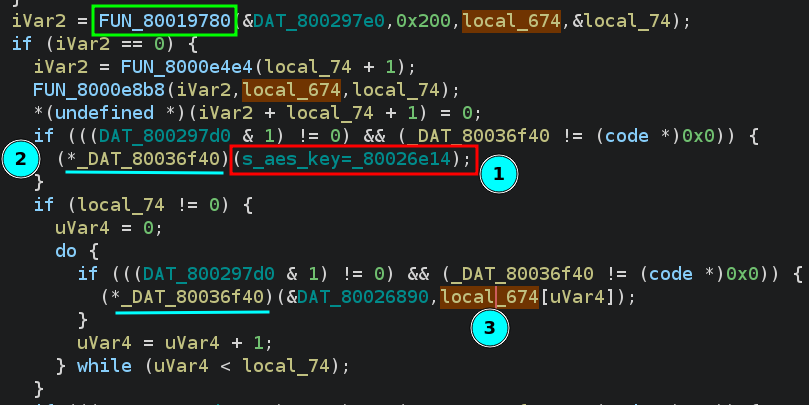 iVar2 = FUN_80019780(&DAT_800297e0,0x200,local_674,&local_74);
if (iVar2 == 0) {
iVar2 = FUN_8000e4e4(local_74 + 1);
FUN_8000e8b8(iVar2,local_674,local_74);
*(undefined *)(iVar2 + local_74 + 1) = 0;
if (((DAT_800297d0 & 1) != 0) && (_DAT_80036f40 != (code *)0x0)) {
2 (*_DAT_80036f40)(s_aes_key=_80026e14); 1
}
if (local_74 != 0) {
uVar4 = 0;
do {
if (((DAT_800297d0 & 1) != 0) && (_DAT_80036f40 != (code *)0x0)) {
(*_DAT_80036f40)(&DAT_80026890,local_674[uVar4]);
} 3
uVar4 = uVar4 + 1;
} while (uVar4 < local_74);
}